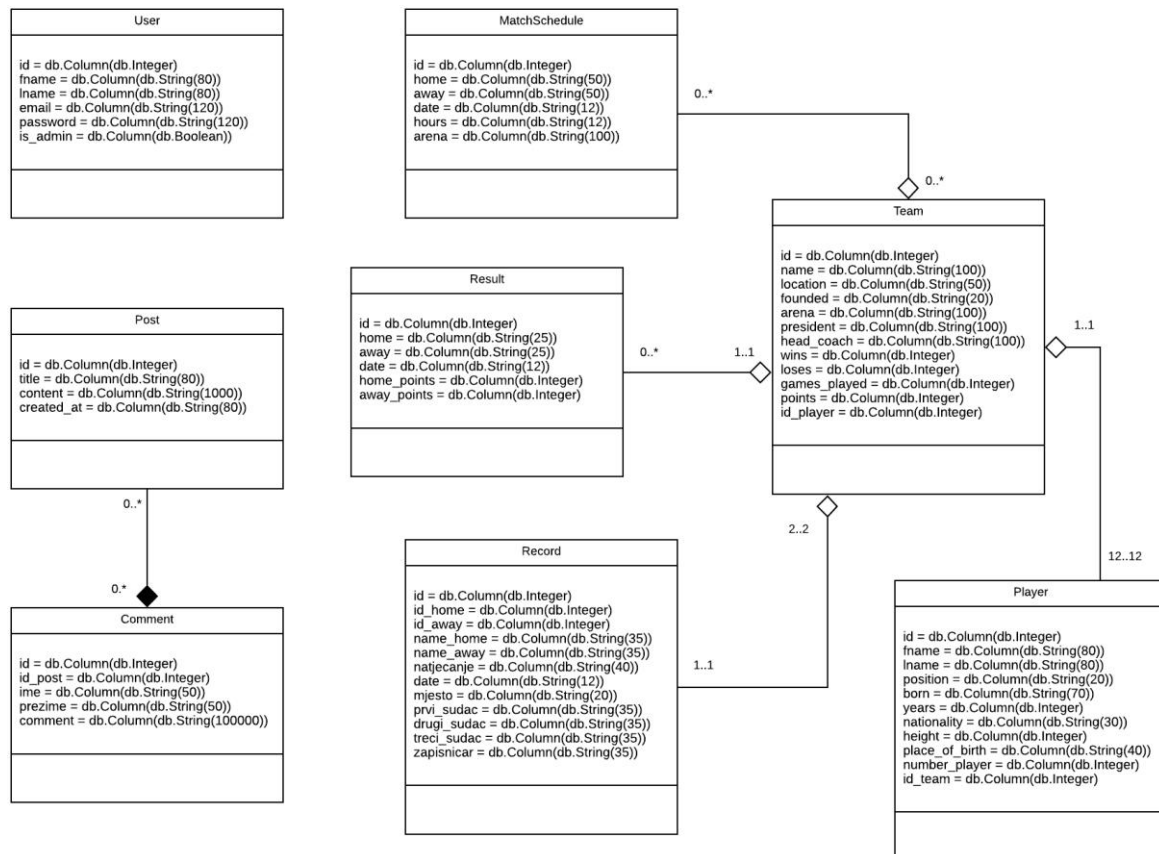 User
id = db.Column(db.Integer)
fname = db.Column(db.String(80))
lname = db.Column(db.String(80))
email = db.Column(db.String(120))
password = db.Column(db.String(120))
is_admin = db.Column(db.Boolean))
MatchSchedule
id = db.Column(db.Integer)
home = db.Column(db.String(50))
away = db.Column(db.String(50))
date = db.Column(db.String(12))
hours = db.Column(db.String(12))
arena = db.Column(db.String(100))
0..*
0..*
Team
id = db.Column(db.Integer)
name = db.Column(db.String(100))
location = db.Column(db.String(50))
founded = db.Column(db.String(20))
arena = db.Column(db.String(100))
president = db.Column(db.String(100))
head_coach = db.Column(db.String(100))
wins = db.Column(db.Integer)
loses = db.Column(db.Integer)
games_played = db.Column(db.Integer)
points = db.Column(db.Integer)
id_player = db.Column(db.Integer)
Result
id = db.Column(db.Integer)
home = db.Column(db.String(25))
away = db.Column(db.String(25))
date = db.Column(db.String(12))
home_points = db.Column(db.Integer)
away_points = db.Column(db.Integer)
0..*
1..1
1..1
Post
id = db.Column(db.Integer)
title = db.Column(db.String(80))
content = db.Column(db.String(1000))
created_at = db.Column(db.String(80))
0..*
0.*
Comment
id = db.Column(db.Integer)
id_post = db.Column(db.Integer)
ime = db.Column(db.String(50))
prezime = db.Column(db.String(50))
comment = db.Column(db.String(100000))
Record
id = db.Column(db.Integer)
id_home = db.Column(db.Integer)
id_away = db.Column(db.Integer)
name_home = db.Column(db.String(35))
name_away = db.Column(db.String(35))
natjecanje = db.Column(db.String(40))
date = db.Column(db.String(12))
mjesto = db.Column(db.String(20))
prvi_sudac = db.Column(db.String(35))
drugi_sudac = db.Column(db.String(35))
treci_sudac = db.Column(db.String(35))
zapisnicar = db.Column(db.String(35))
2..2
1..1
12..12
Player
id = db.Column(db.Integer)
fname = db.Column(db.String(80))
lname = db.Column(db.String(80))
position = db.Column(db.String(20))
born = db.Column(db.String(70))
years = db.Column(db.Integer)
nationality = db.Column(db.String(30))
height = db.Column(db.Integer)
place_of_birth = db.Column(db.String(40))
number_player = db.Column(db.Integer)
id_team = db.Column(db.Integer)